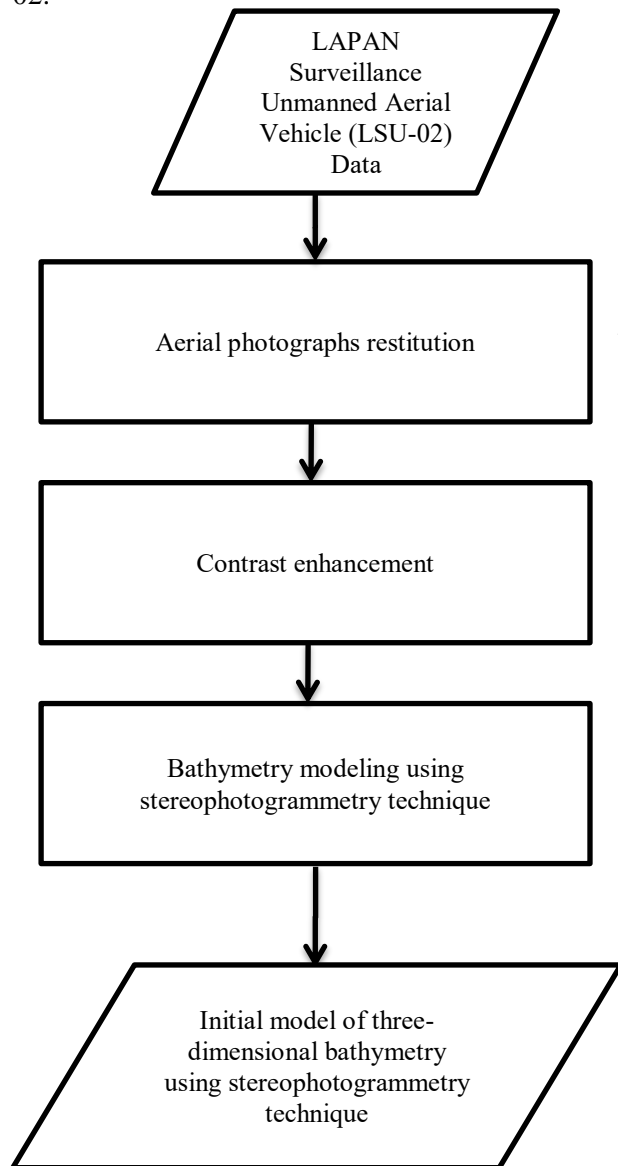 02.
LAPAN
Surveillance
Unmanned Aerial
Vehicle (LSU-02)
Data
Aerial photographs restitution
Contrast enhancement
Bathymetry modeling using
stereophotogrammetry technique
Initial model of three-
dimensional bathymetry
using stereophotogrammetry
technique